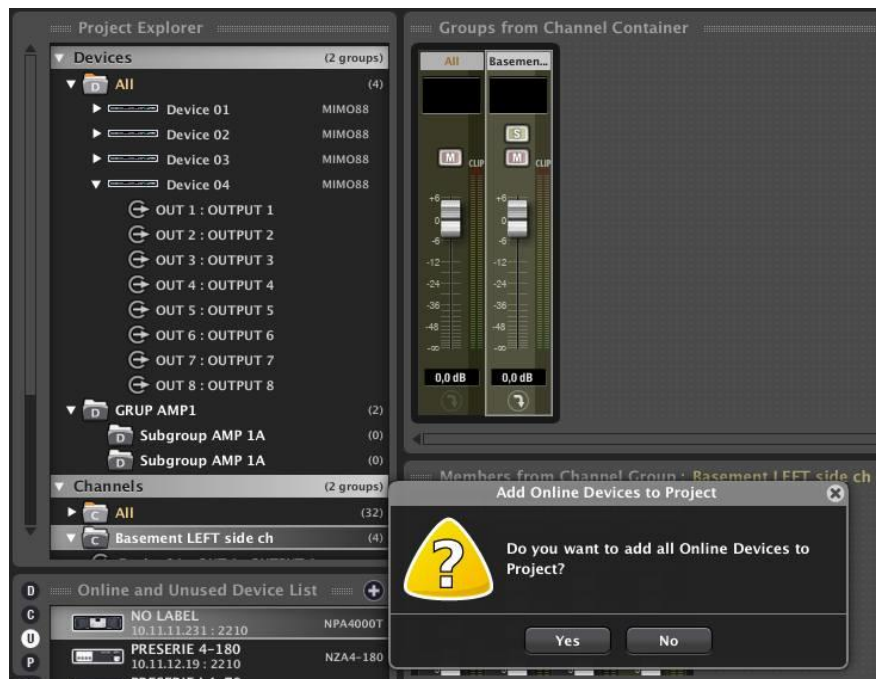 Project Explorer
Devices (2 groups)
D All (4)
Device 01 MIMO88
Device 02 MIMO88
Device 03 MIMO88
Device 04 MIMO88
OUT 1 : OUTPUT 1
OUT 2 : OUTPUT 2
OUT 3 : OUTPUT 3
OUT 4 : OUTPUT 4
OUT 5 : OUTPUT 5
OUT 6 : OUTPUT 6
OUT 7 : OUTPUT 7
OUT 8 : OUTPUT 8
D GRUP AMP1 (2)
D Subgroup AMP 1A (0)
D Subgroup AMP 1A (0)
Channels (2 groups)
C All (32)
C Basement LEFT side ch (4)
D
C
U
P
Online and Unused Device List
NO LABEL NPA4000T
10.11.11.231 : 2210
PRESERIE 4-180 NZA4-180
10.11.12.19 : 2210
Groups from Channel Container
All Basemen...
S
M CLIP M CLIP
+6 +6
0 0
-6 -6
-12 -12
-24 -24
-36 -36
-48 -48
-∞ -∞
0,0 dB 0,0 dB
Members from Channel Group : Basement LEFT side ch
Add Online Devices to Project
?
Do you want to add all Online Devices to
Project?
Yes No